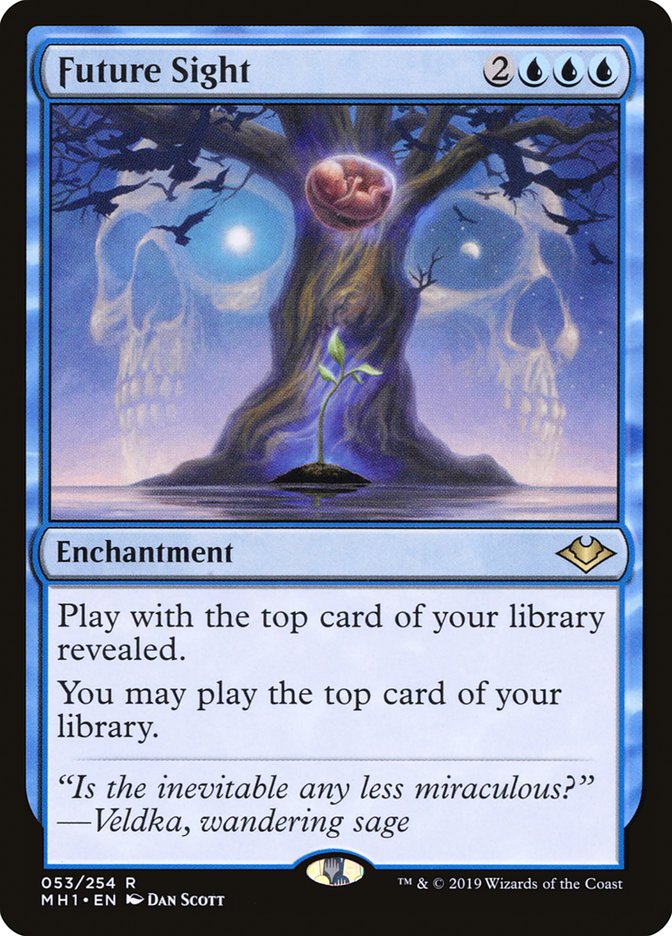 Future Sight 2
Enchantment
Play with the top card of your library
revealed.
You may play the top card of your
library.
“Is the inevitable any less miraculous?”
—Veldka, wandering sage
053/254 R
MH1 • EN Dan Scott
™ & © 2019 Wizards of the Coast